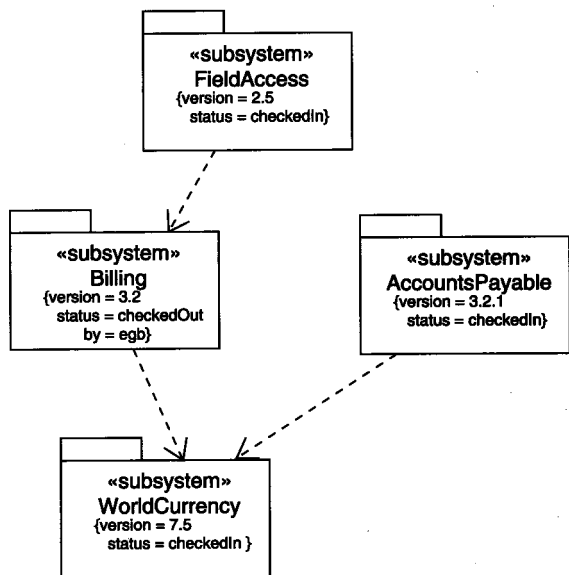 «subsystem»
FieldAccess
{version = 2.5
status = checkedIn}
«subsystem»
Billing
{version = 3.2
status = checkedOut
by = egb}
«subsystem»
AccountsPayable
{version = 3.2.1
status = checkedIn}
«subsystem»
WorldCurrency
{version = 7.5
status = checkedIn }